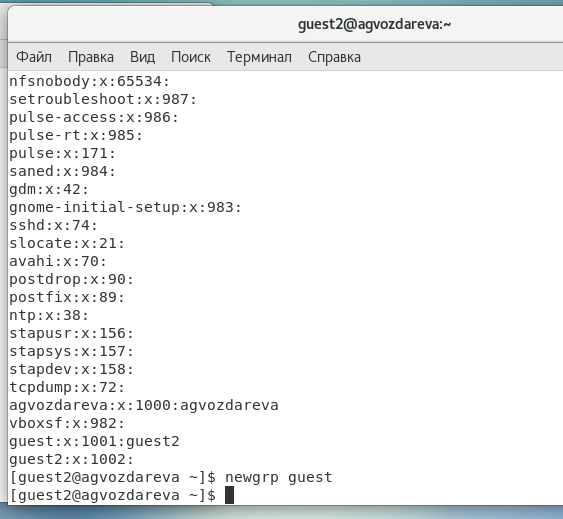 guest2@agvozdareva:~
Файл Правка Вид Поиск Терминал Справка
nfsnobody:x:65534:
setroubleshoot:x:987:
pulse-access:x:986:
pulse-rt:x:985:
pulse:x:171:
saned:x:984:
gdm:x:42:
gnome-initial-setup:x:983:
sshd:x:74:
slocate:x:21:
avahi:x:70:
postdrop:x:90:
postfix:x:89:
ntp:x:38:
stapusr:x:156:
stapsys:x:157:
stapdev:x:158:
tcpdump:x:72:
agvozdareva:x:1000:agvozdareva
vboxsf:x:982:
guest:x:1001:guest2
guest2:x:1002:
[guest2@agvozdareva ~]$ newgrp guest
[guest2@agvozdareva ~]$